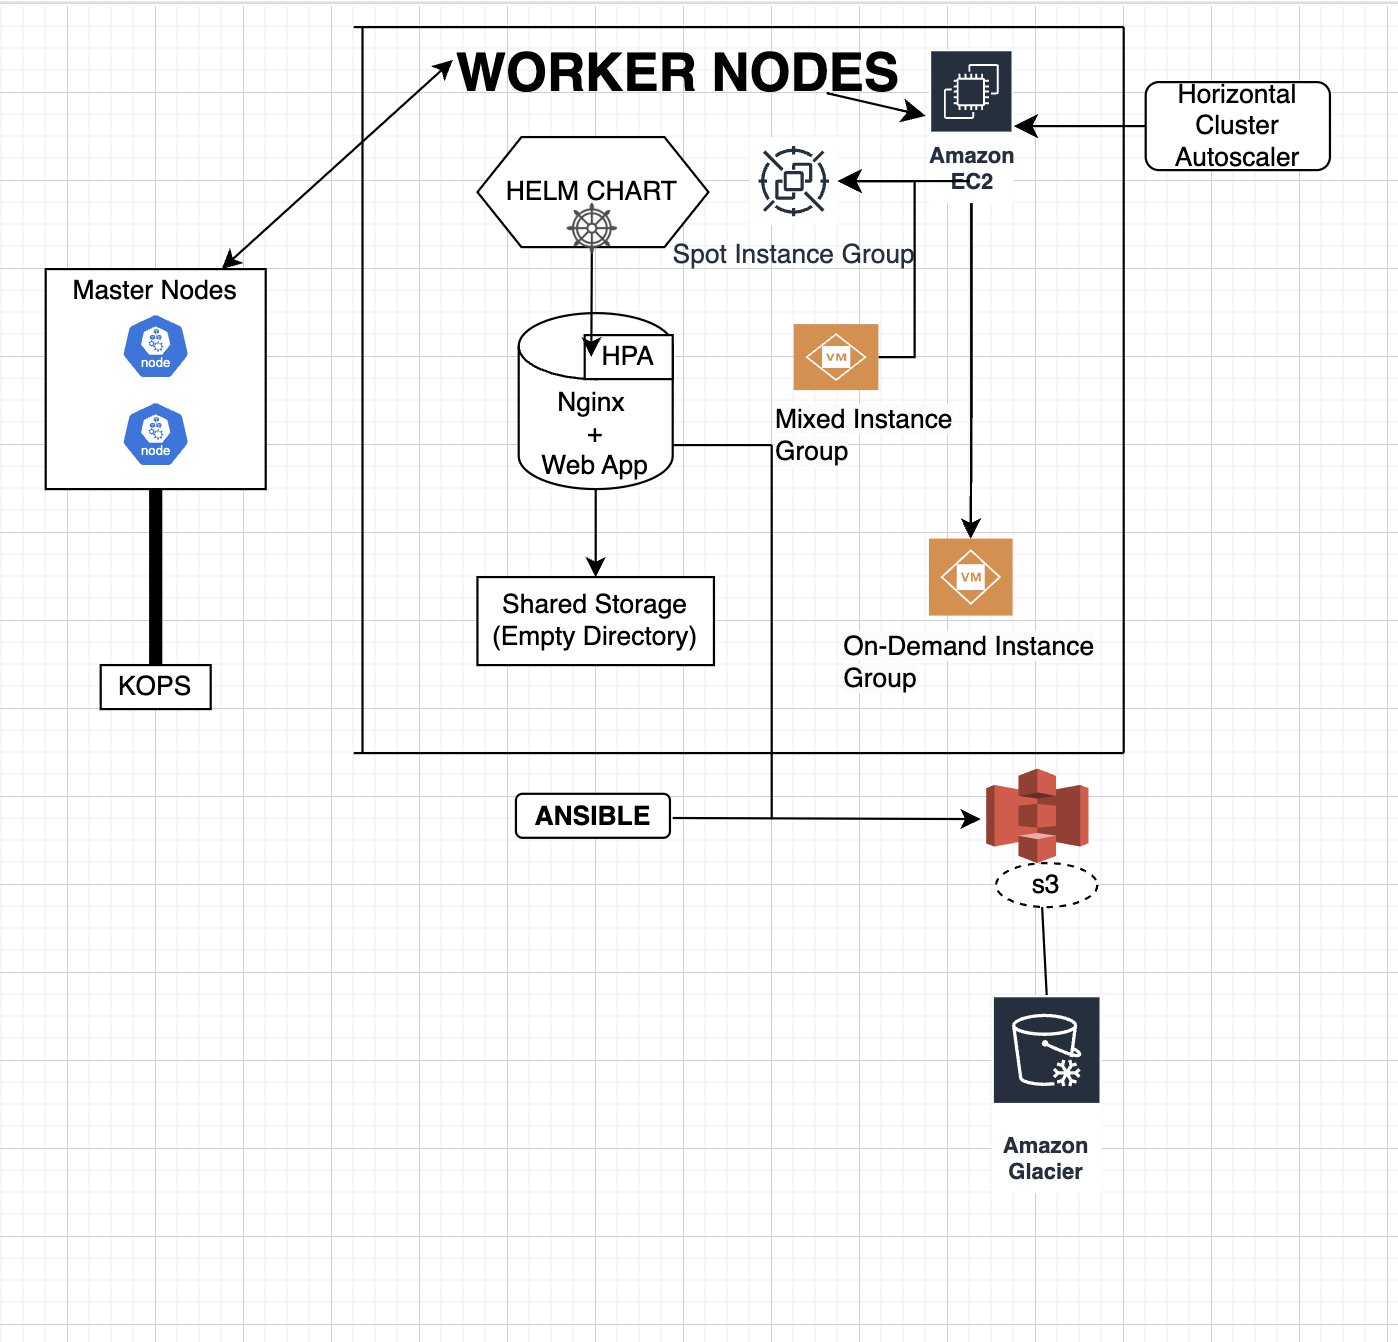 WORKER NODES
Horizontal
Cluster
Autoscaler
Amazon
EC2
HELM CHART
Spot Instance Group
Master Nodes
node
node
HPA
Nginx
+
Web App
VM
Mixed Instance
Group
Shared Storage
(Empty Directory)
VM
On-Demand Instance
Group
KOPS
ANSIBLE
s3
Amazon
Glacier